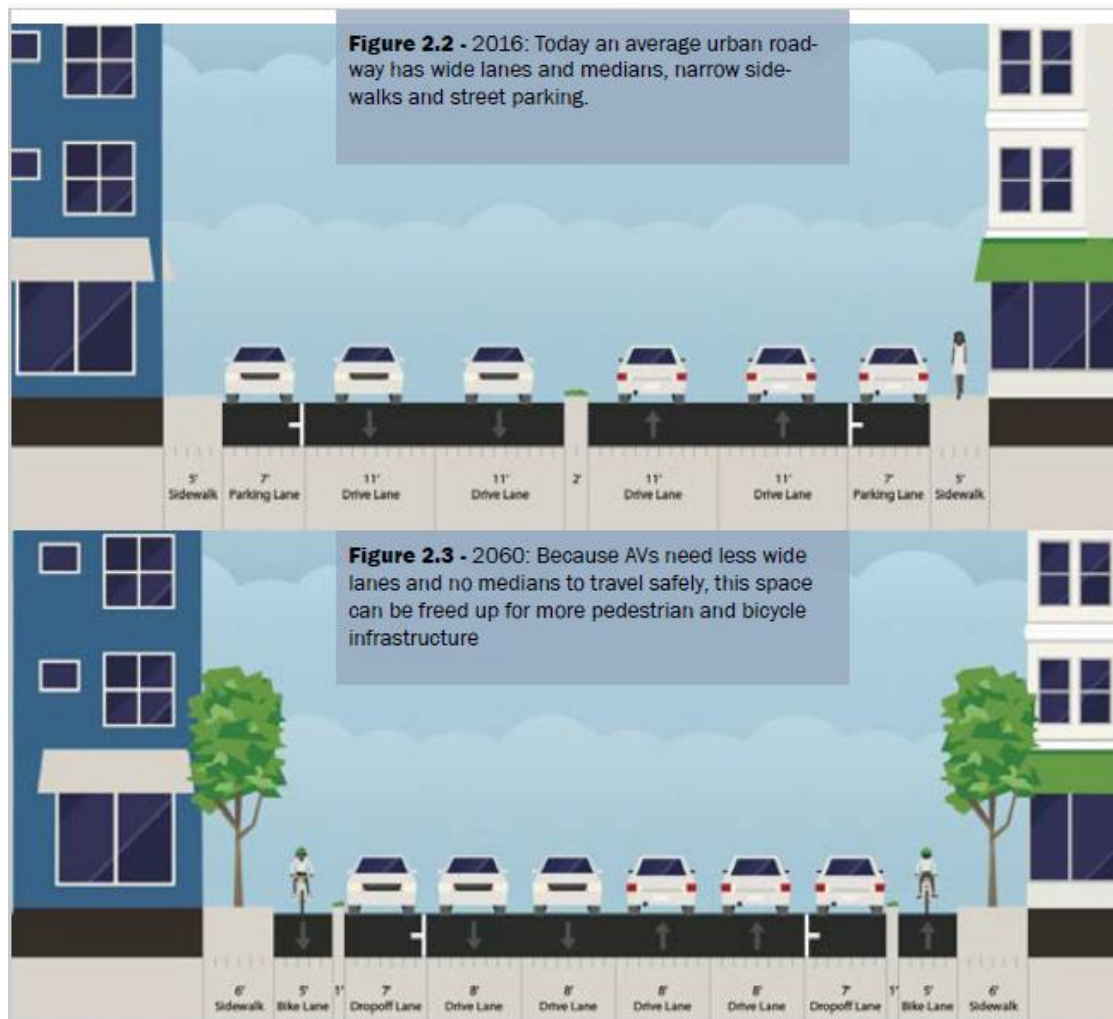 Figure 2.2 - 2016: Today an average urban road-
way has wide lanes and medians, narrow side-
walks and street parking.
5' 7' 11' 11' 2' 11' 11' 7' 5'
Sidewalk Parking Lane Drive Lane Drive Lane Drive Lane Drive Lane Parking Lane Sidewalk
Figure 2.3 - 2060: Because AVs need less wide
lanes and no medians to travel safely, this space
can be freed up for more pedestrian and bicycle
infrastructure
6' 5' 1' 7' 8' 8' 8' 8' 7' 1' 5' 6'
Sidewalk Bike Lane Dropoff Lane Drive Lane Drive Lane Drive Lane Drive Lane Dropoff Lane Bike Lane Sidewalk